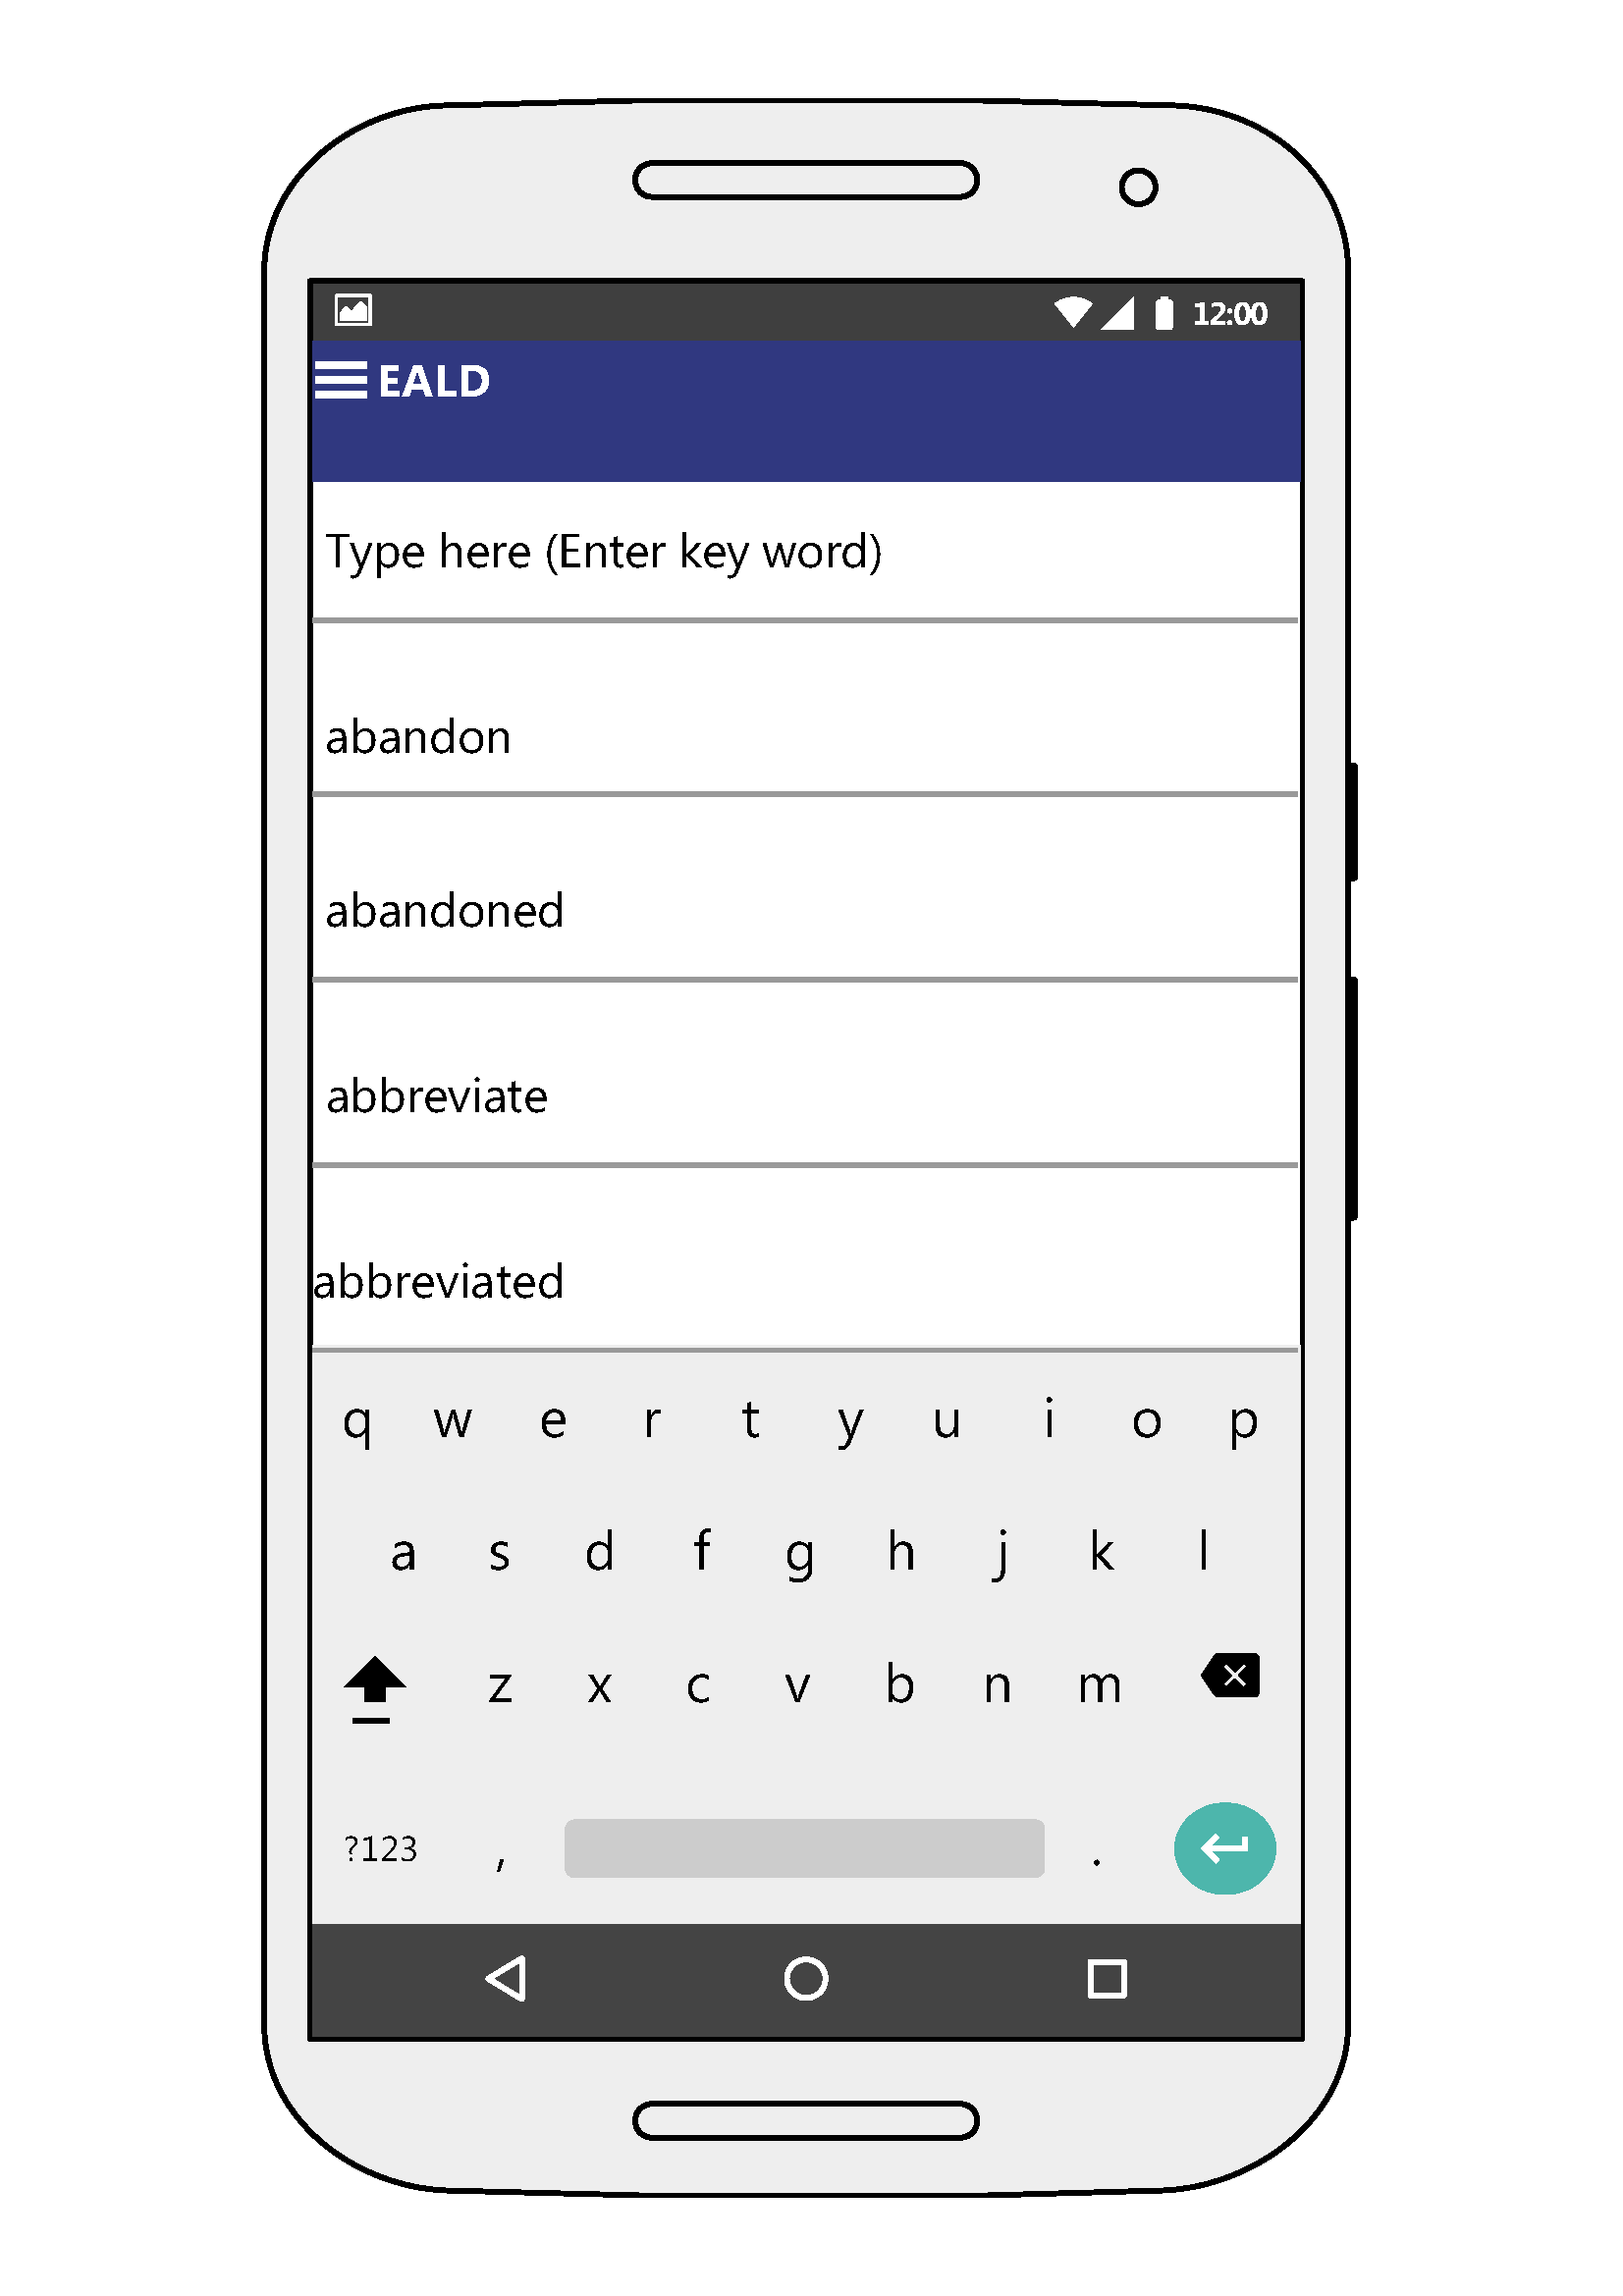 12:00
EALD
Type here (Enter key word)
abandon
abandoned
abbreviate
abbreviated
q w e r t y u i o p
a s d f g h j k l
z x c v b n m
?123 , .